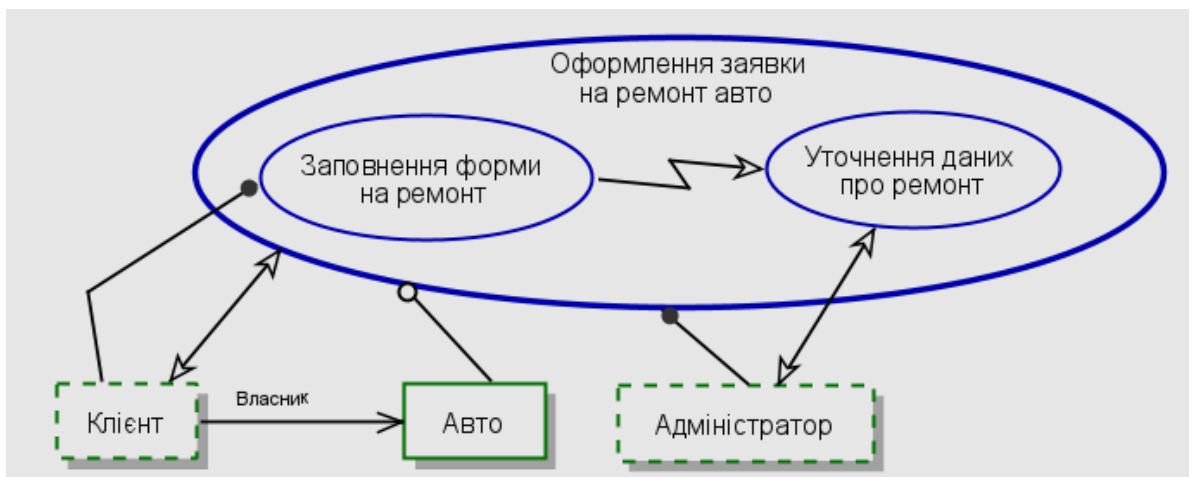 Оформлення заявки
на ремонт авто
Заповнення форми
на ремонт
Уточнення даних
про ремонт
Власник
Клієнт
Авто
Адміністратор